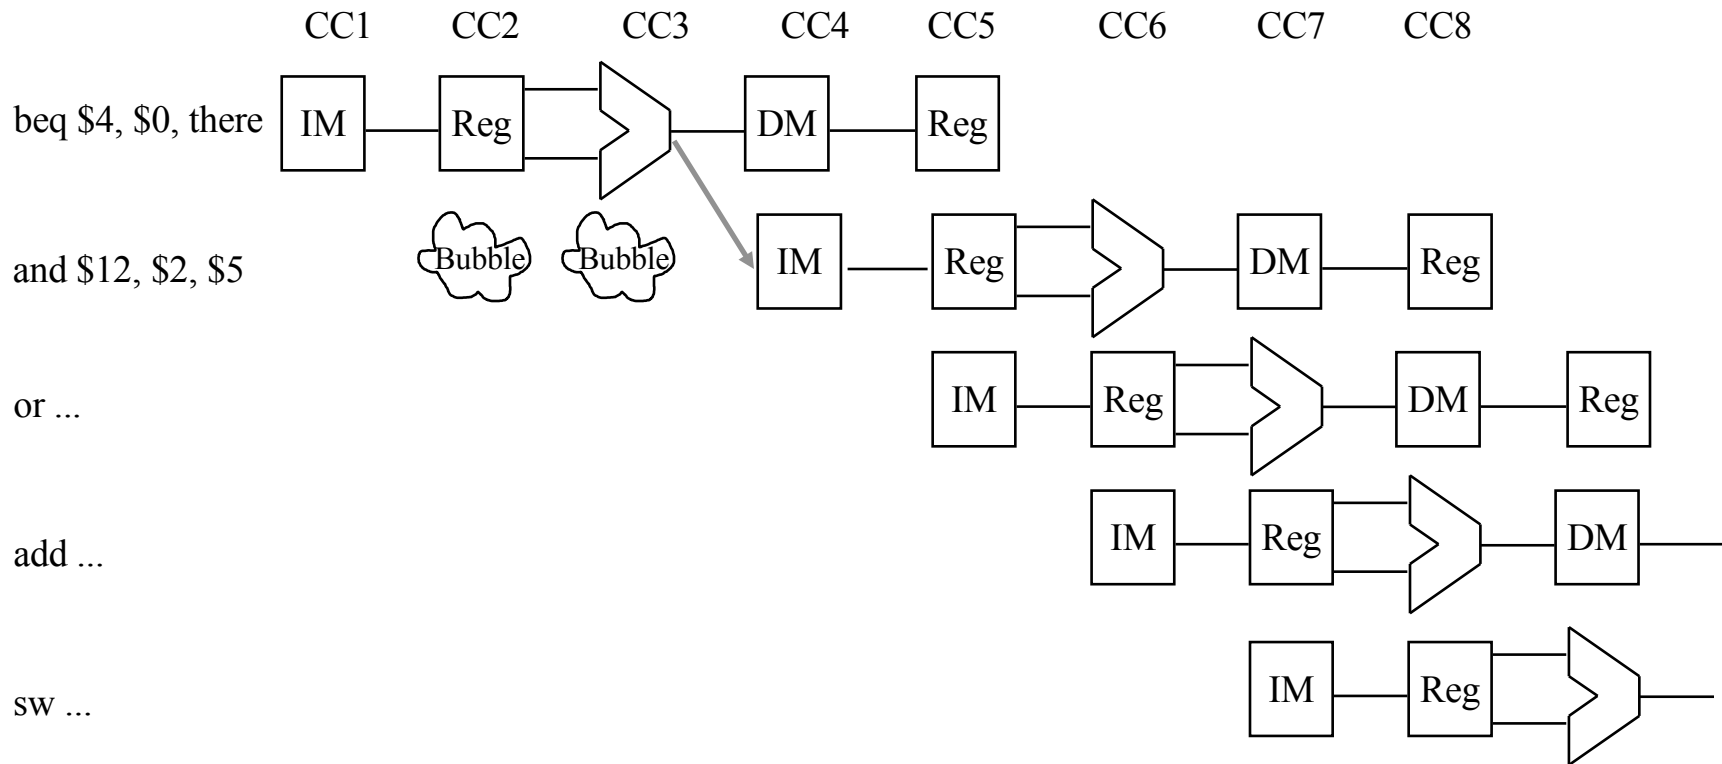 CC1 CC2 CC3 CC4 CC5 CC6 CC7 CC8
beq $4, $0, there IM Reg DM Reg
and $12, $2, $5 Bubble Bubble IM Reg DM Reg
or ... IM Reg DM Reg
add ... IM Reg DM
sw ... IM Reg